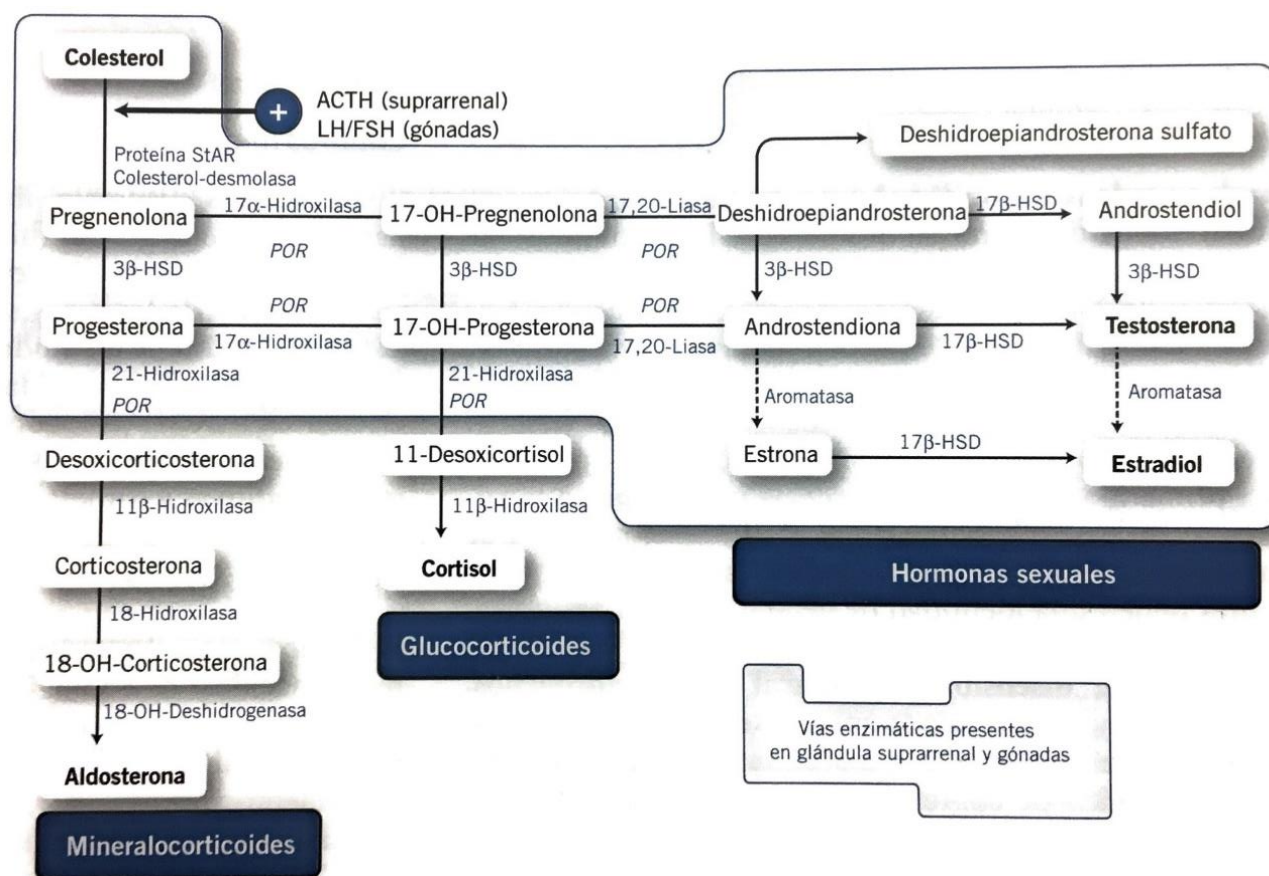 Colesterol
ACTH (suprarrenal)
LH/FSH (gónadas)
+
Proteína StAR
Colesterol-desmolasa
Deshidroepiandrosterona sulfato
Pregnenolona
17α-Hidroxilasa
17-OH-Pregnenolona
17,20-Liasa
Deshidroepiandrosterona
17β-HSD
Androstendiol
POR
POR
3β-HSD
3β-HSD
3β-HSD
3β-HSD
POR
POR
Progesterona
17α-Hidroxilasa
17-OH-Progesterona
17,20-Liasa
Androstendiona
17β-HSD
Testosterona
21-Hidroxilasa
POR
21-Hidroxilasa
POR
Aromatasa
Aromatasa
Desoxicorticosterona
11-Desoxicortisol
Estrona
17β-HSD
Estradiol
11β-Hidroxilasa
11β-Hidroxilasa
Corticosterona
Cortisol
Hormonas sexuales
18-Hidroxilasa
Glucocorticoides
18-OH-Corticosterona
18-OH-Deshidrogenasa
Vías enzimáticas presentes
en glándula suprarrenal y gónadas
Aldosterona
Mineralocorticoides